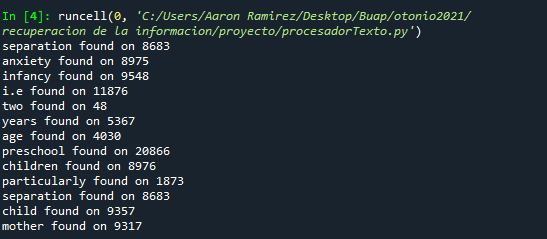 In [4]: runcell(0, 'C:/Users/Aaron Ramirez/Desktop/Buap/otonio2021/
recuperacion de la informacion/proyecto/procesadorTexto.py')
separation found on 8683
anxiety found on 8975
infancy found on 9548
i.e found on 11876
two found on 48
years found on 5367
age found on 4030
preschool found on 20866
children found on 8976
particularly found on 1873
separation found on 8683
child found on 9357
mother found on 9317